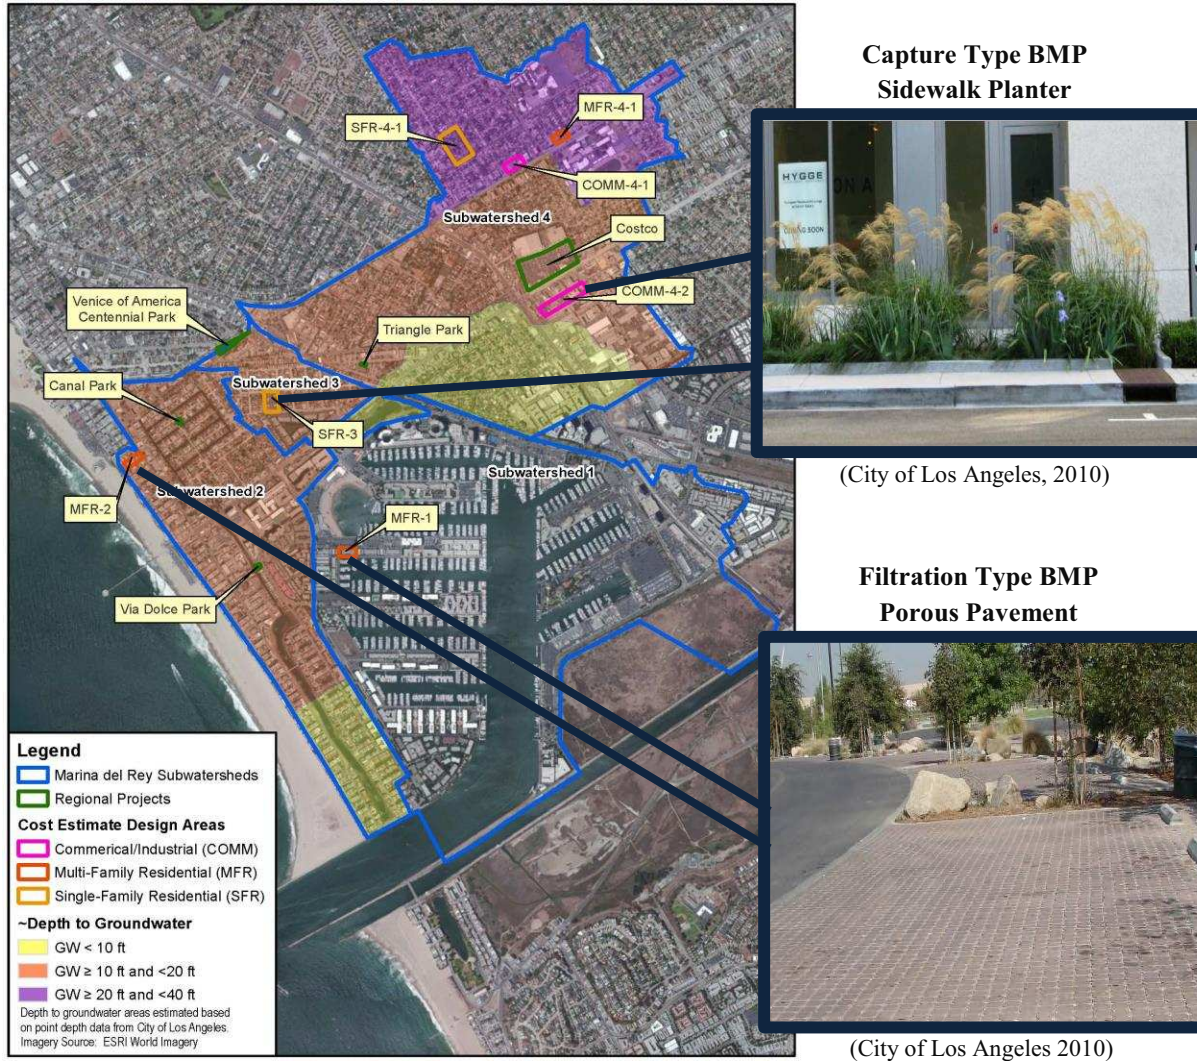 Capture Type BMP
Sidewalk Planter
MFR-4-1
SFR-4-1
COMM-4-1
Subwatershed 4
Costco
COMM-4-2
Venice of America
Centennial Park
Triangle Park
Subwatershed 3
Canal Park
SFR-3
Subwatershed 1
Subwatershed 2
MFR-2
MFR-1
Via Dolce Park
HYGGE
COMING SOON
(City of Los Angeles, 2010)
Filtration Type BMP
Porous Pavement
(City of Los Angeles 2010)
Legend
Marina del Rey Subwatersheds
Regional Projects
Cost Estimate Design Areas
Commerical/Industrial (COMM)
Multi-Family Residential (MFR)
Single-Family Residential (SFR)
~Depth to Groundwater
GW < 10 ft
GW ≥ 10 ft and <20 ft
GW ≥ 20 ft and <40 ft
Depth to groundwater areas estimated based
on point depth data from City of Los Angeles.
Imagery Source: ESRI World Imagery